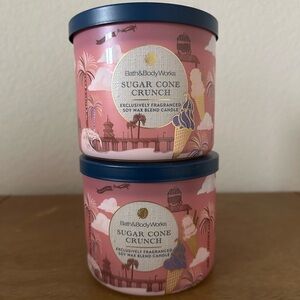 Bath&BodyWorks
SUGAR CONE
CRUNCH
EXCLUSIVELY FRAGRANCED
SOY WAX BLEND CANDLE
Bath&BodyWorks
SUGAR CONE
CRUNCH
EXCLUSIVELY FRAGRANCED
SOY WAX BLEND CANDLE